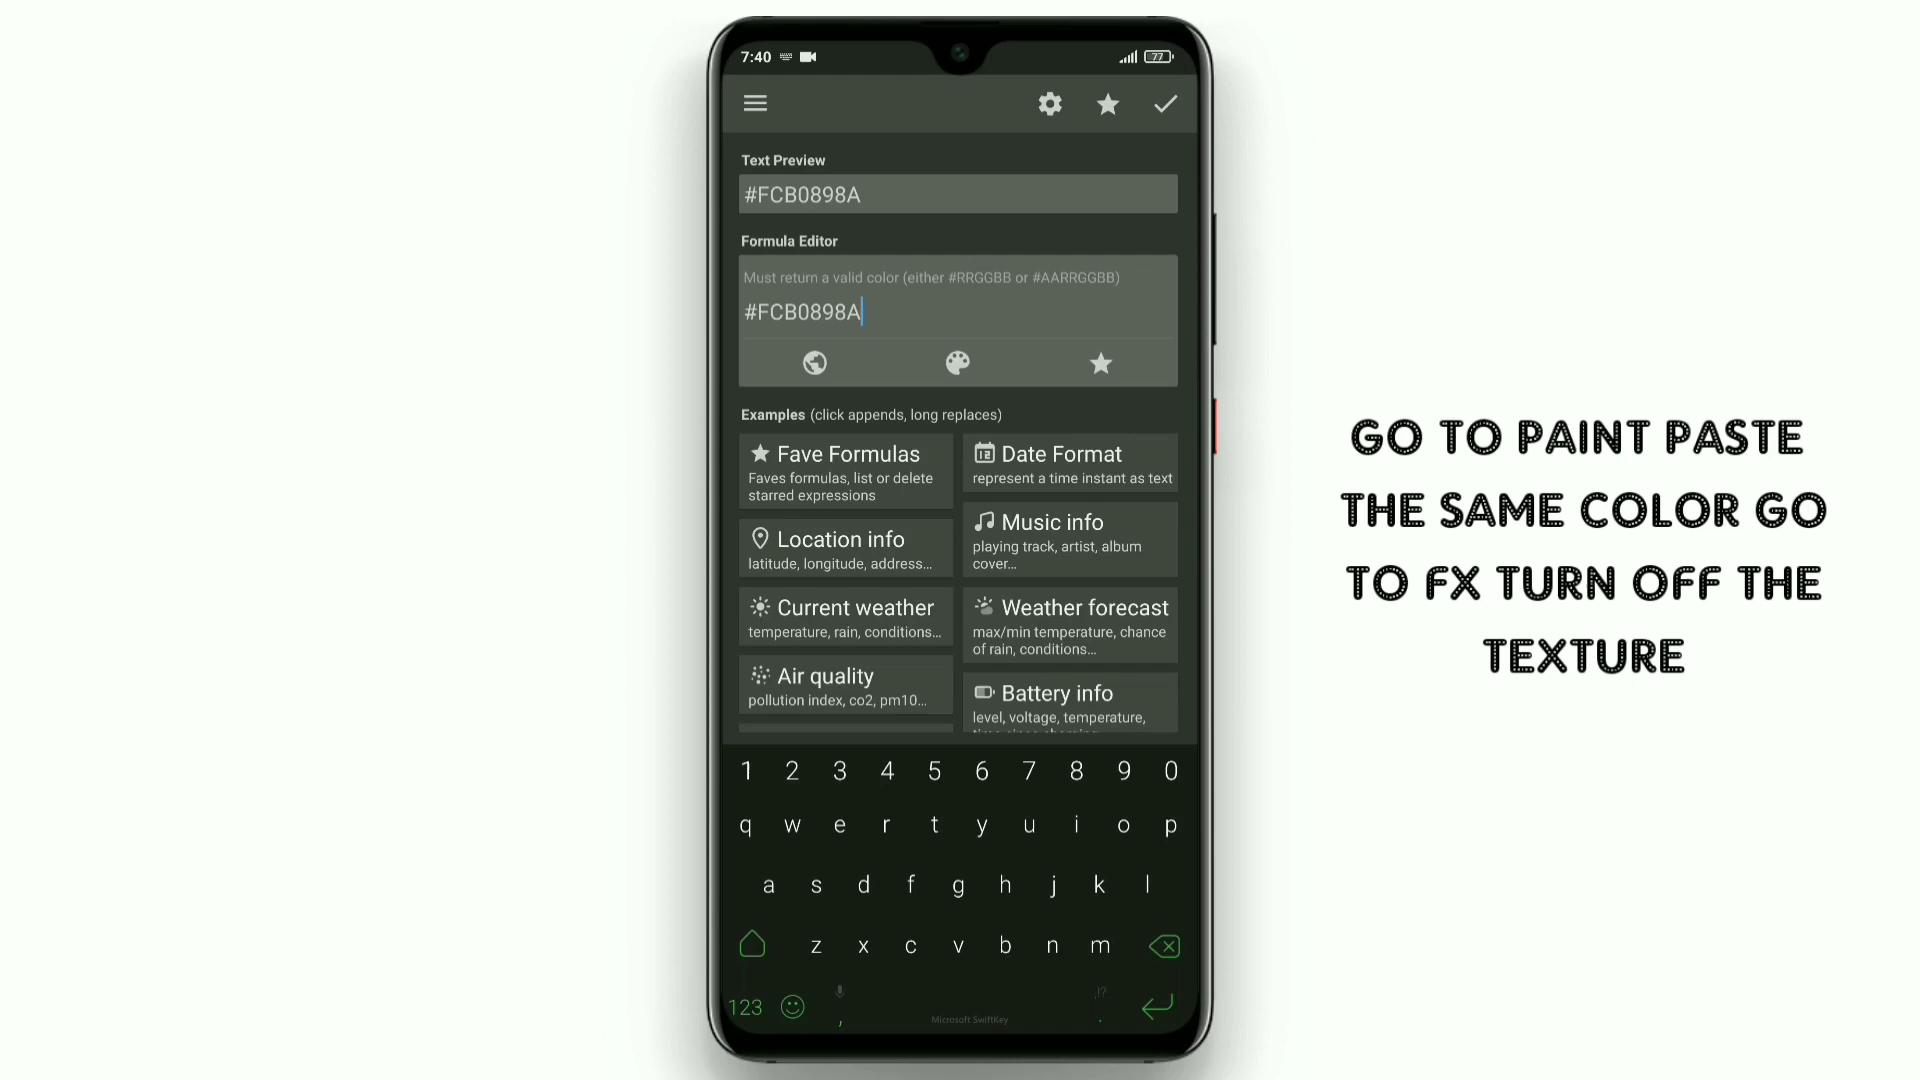 7:40
77
Text Preview
#FCB0898A
Formula Editor
Must return a valid color (either #RRGGBB or #AARRGGBB)
#FCB0898A
Examples (click appends, long replaces)
Fave Formulas
Faves formulas, list or delete
starred expressions
Date Format
represent a time instant as text
Location info
latitude, longitude, address...
Music info
playing track, artist, album
cover...
Current weather
temperature, rain, conditions...
Weather forecast
max/min temperature, chance
of rain, conditions...
Air quality
pollution index, co2, pm10...
Battery info
level, voltage, temperature,
1 2 3 4 5 6 7 8 9 0
q w e r t y u i o p
a s d f g h j k l
z x c v b n m
123 , Microsoft SwiftKey ,!? .
GO TO PAINT PASTE
THE SAME COLOR GO
TO FX TURN OFF THE
TEXTURE